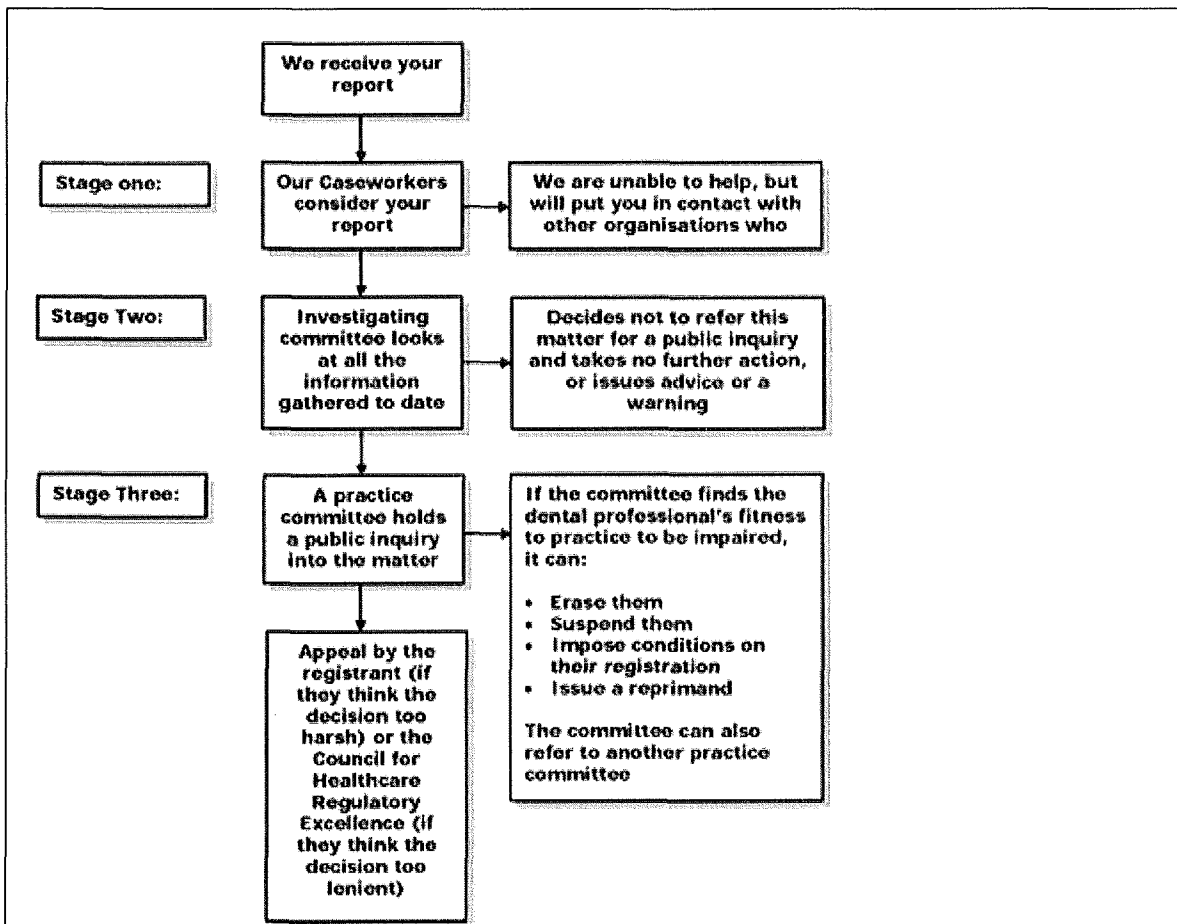 We receive your
report
Stage one:
Our Caseworkers
consider your
report
We are unable to help, but
will put you in contact with
other organisations who
Stage Two:
Investigating
committee looks
at all the
information
gathered to date
Decides not to refer this
matter for a public inquiry
and takes no further action,
or issues advice or a
warning
Stage Three:
A practice
committee holds
a public inquiry
into the matter
If the committee finds the
dental professional's fitness
to practice to be impaired,
it can:
• Erase them
• Suspend them
• Impose conditions on
their registration
• Issue a reprimand
The committee can also
refer to another practice
committee
Appeal by the
registrant (if
they think the
decision too
harsh) or the
Council for
Healthcare
Regulatory
Excellence (if
they think the
decision too
lenient)